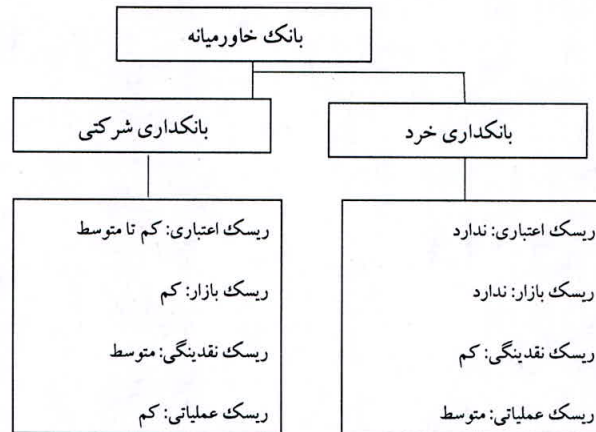 بانک خاورمیانه
بانکداری خرد
بانکداری شرکتی
ریسک اعتباری: ندارد
ریسک بازار: ندارد
ریسک نقدینگی: کم
ریسک عملیاتی: متوسط
ریسک اعتباری: کم تا متوسط
ریسک بازار: کم
ریسک نقدینگی: متوسط
ریسک عملیاتی: کم